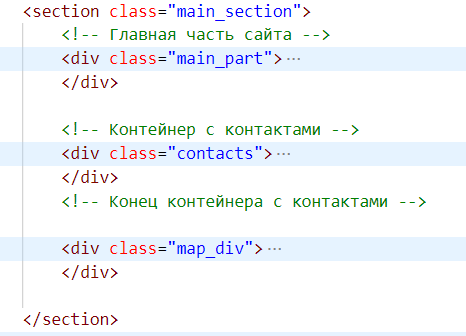 <section class="main_section">
<!-- Главная часть сайта -->
<div class="main_part">···
</div>
<!-- Контейнер с контактами -->
<div class="contacts">···
</div>
<!-- Конец контейнера с контактами -->
<div class="map_div">···
</div>
</section>